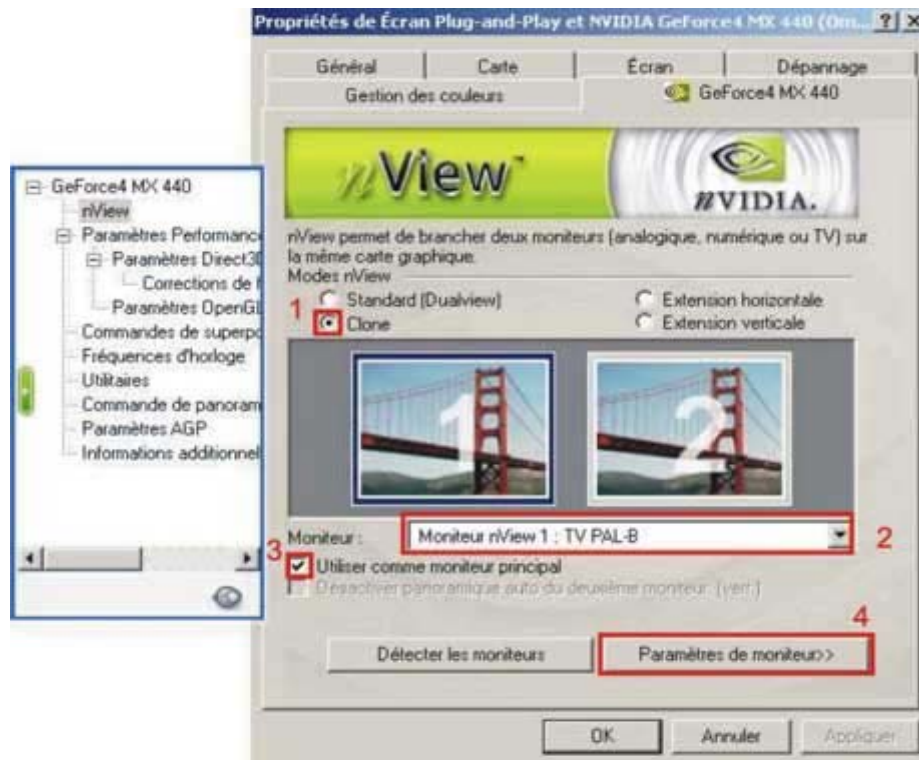 Propriétés de Écran Plug-and-Play et NVIDIA GeForce4 MX 440 (Om...
Général
Carte
Écran
Dépannage
Gestion des couleurs
GeForce4 MX 440
nView
NVIDIA.
GeForce4 MX 440
nView
Paramètres Performance
Paramètres Direct3D
Corrections de
Paramètres OpenGL
Commandes de superpo
Fréquences d'horloge
Utilitaires
Commande de panoram
Paramètres AGP
Informations additionnel
nView permet de brancher deux moniteurs (analogique, numérique ou TV) sur
la même carte graphique.
Modes nView
1
Standard (Dualview)
Extension horizontale
Clone
Extension verticale
1
2
Moniteur :
Moniteur nView 1 : TV PAL-B
2
3
Utiliser comme moniteur principal
Désactiver panoramique auto du deuxième moniteur. (vert.)
4
Détecter les moniteurs
Paramètres de moniteur>>
OK
Annuler
Appliquer